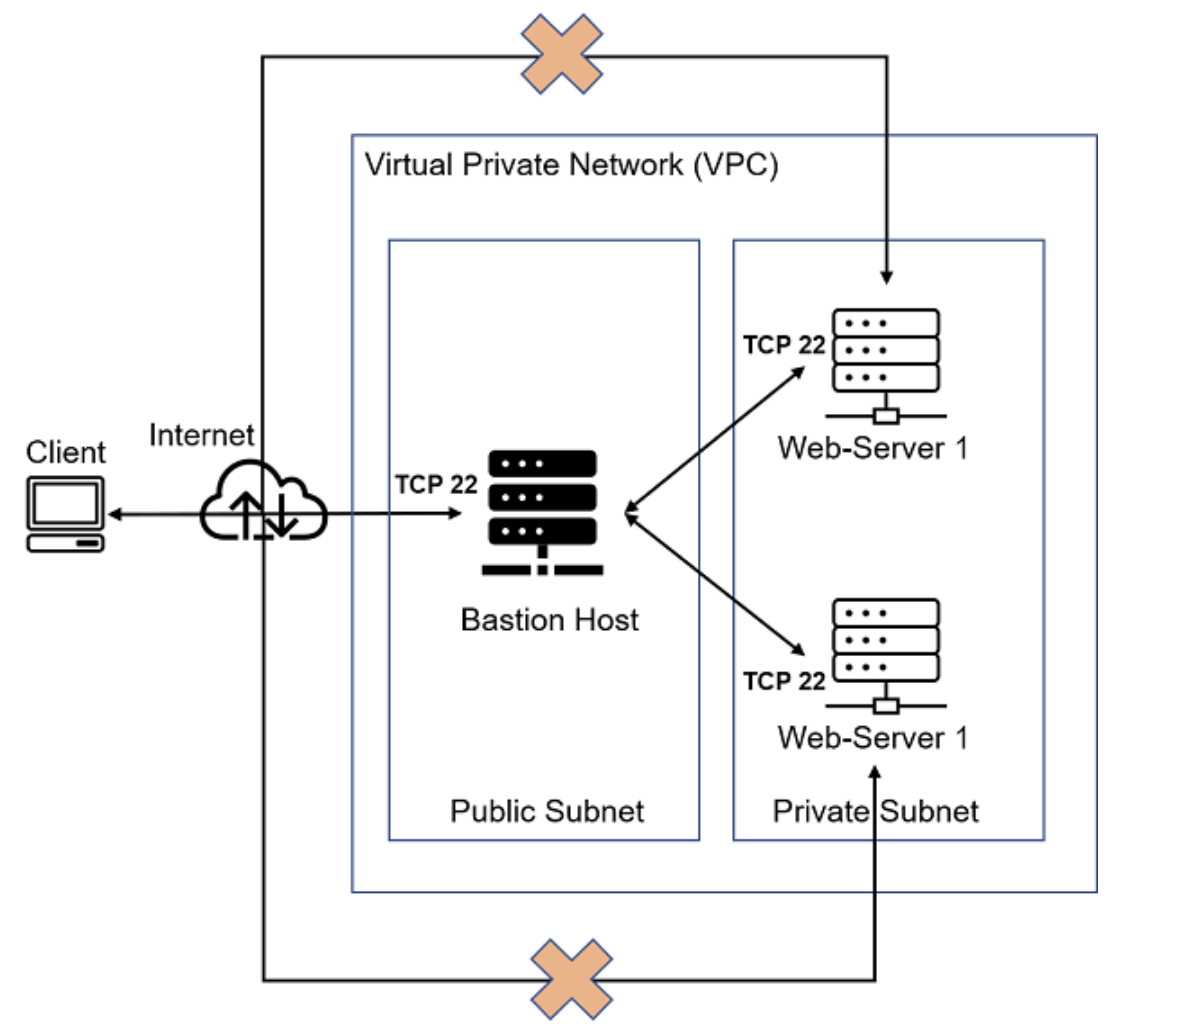 Virtual Private Network (VPC)
TCP 22
Web-Server 1
Internet
Client
TCP 22
Bastion Host
TCP 22
Web-Server 1
Public Subnet
Private Subnet